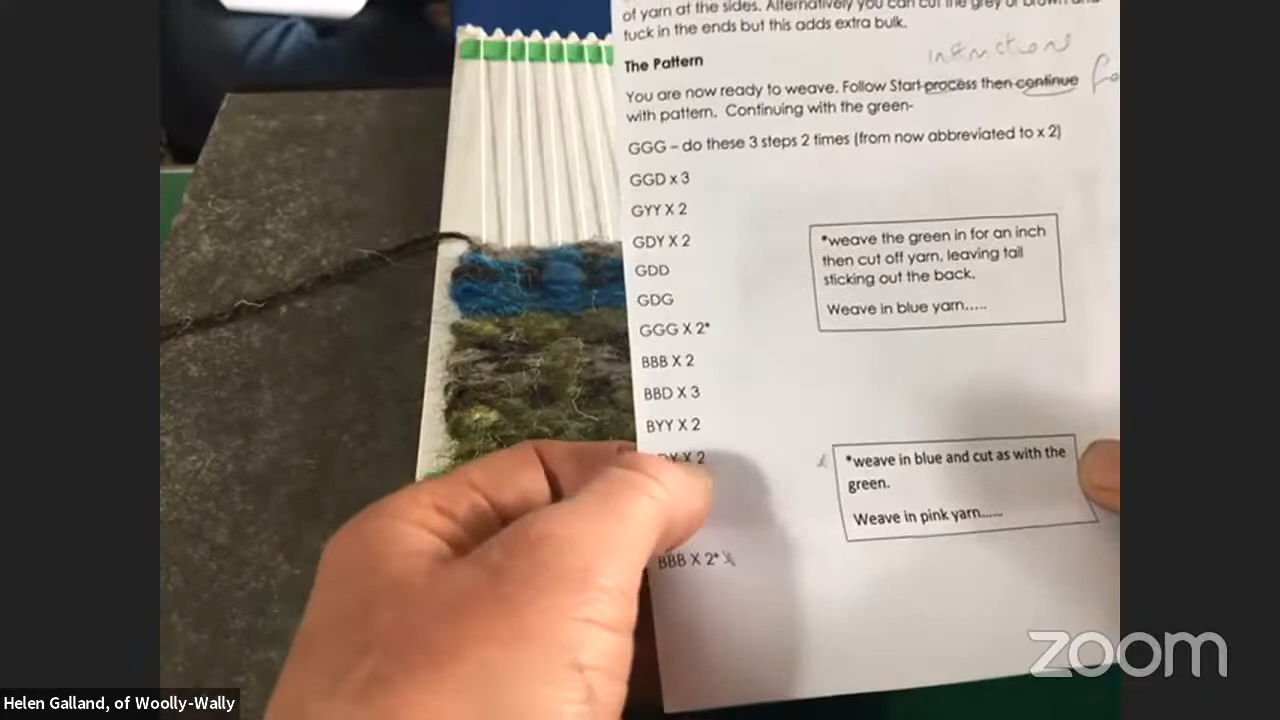 of yarn at the sides. Alternatively you can cut the grey or brown and
tuck in the ends but this adds extra bulk.
The Pattern
instructions
You are now ready to weave. Follow Start process then continue
with pattern. Continuing with the green-
GGG – do these 3 steps 2 times (from now abbreviated to x 2)
GGD x 3
GYY X 2
GDY X 2
GDD
GDG
GGG X 2*
*weave the green in for an inch
then cut off yarn, leaving tail
sticking out the back.
Weave in blue yarn.....
BBB X 2
BBD X 3
BYY X 2
X 2
BBB X 2*
*weave in blue and cut as with the
green.
Weave in pink yarn......
zoom
Helen Galland, of Woolly-Wally